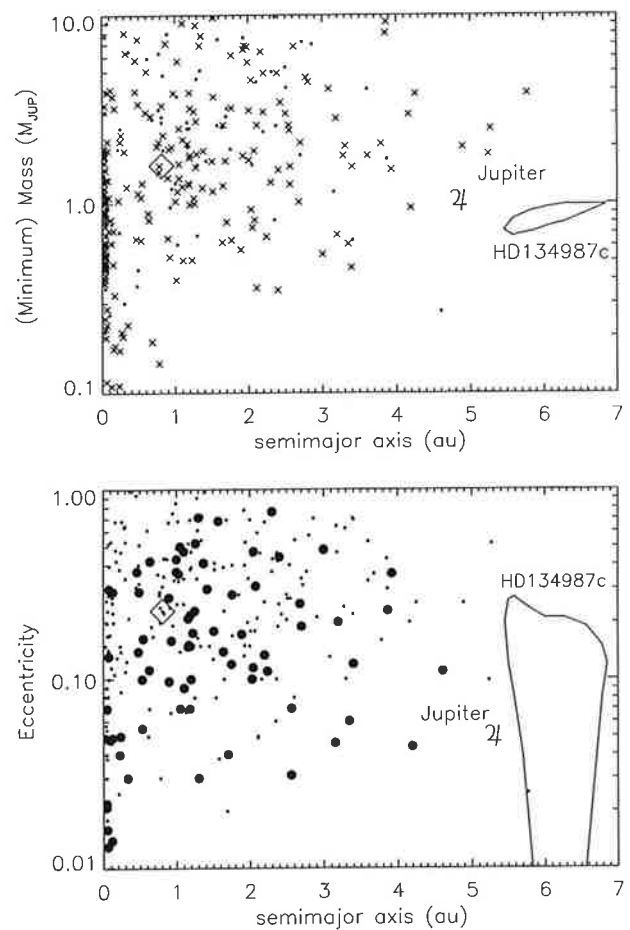 10.0
1.0
0.1
(Minimum) Mass (M_JUP)
Jupiter
♃
HD134987c
0 1 2 3 4 5 6 7
semimajor axis (au)
1.00
0.10
0.01
Eccentricity
HD134987c
Jupiter
♃
0 1 2 3 4 5 6 7
semimajor axis (au)